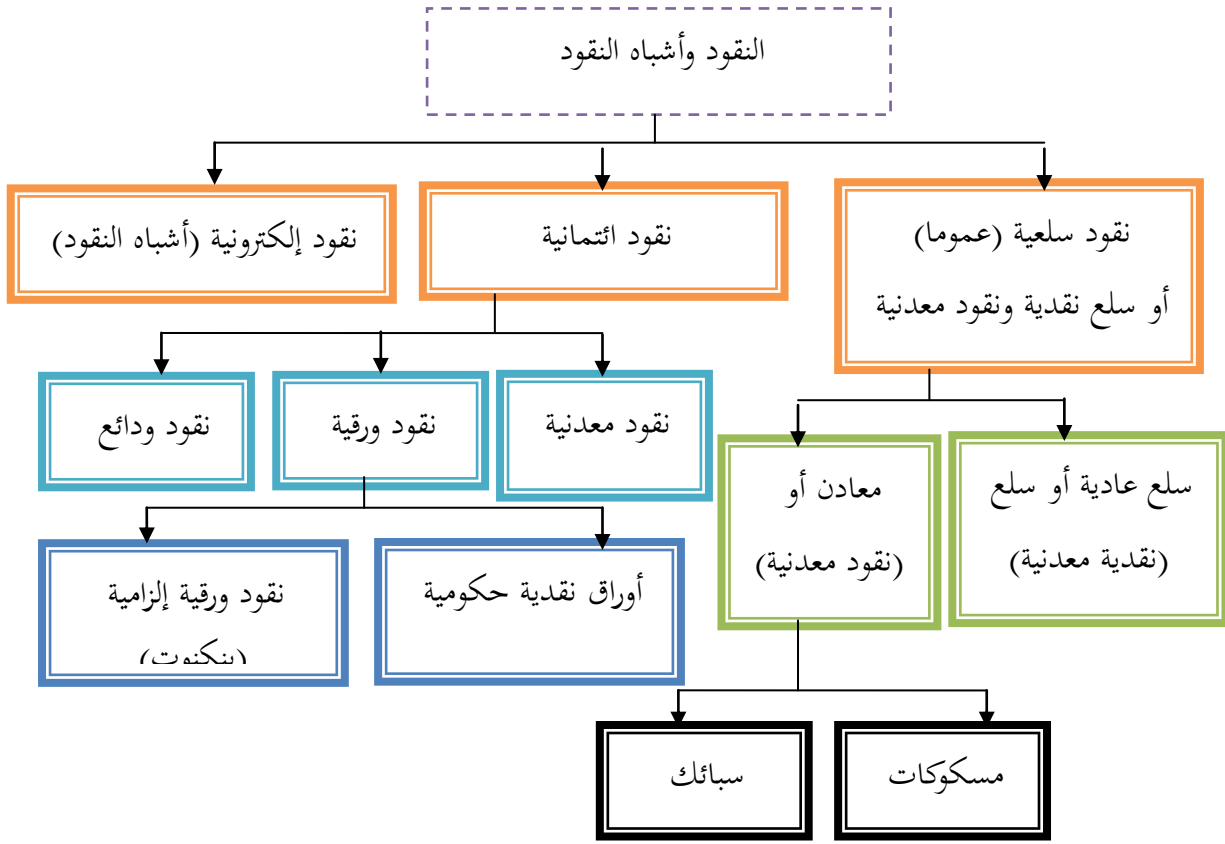 النقود وأشباه النقود
نقود سلعية (عموما)
أو سلع نقدية ونقود معدنية
نقود ائتمانية
نقود إلكترونية (أشباه النقود)
نقود معدنية
نقود ورقية
نقود ودائع
سلع عادية أو سلع
(نقدية معدنية)
معادن أو
(نقود معدنية)
أوراق نقدية حكومية
نقود ورقية إلزامية
(بنكنوت)
مسكوكات
سبائك